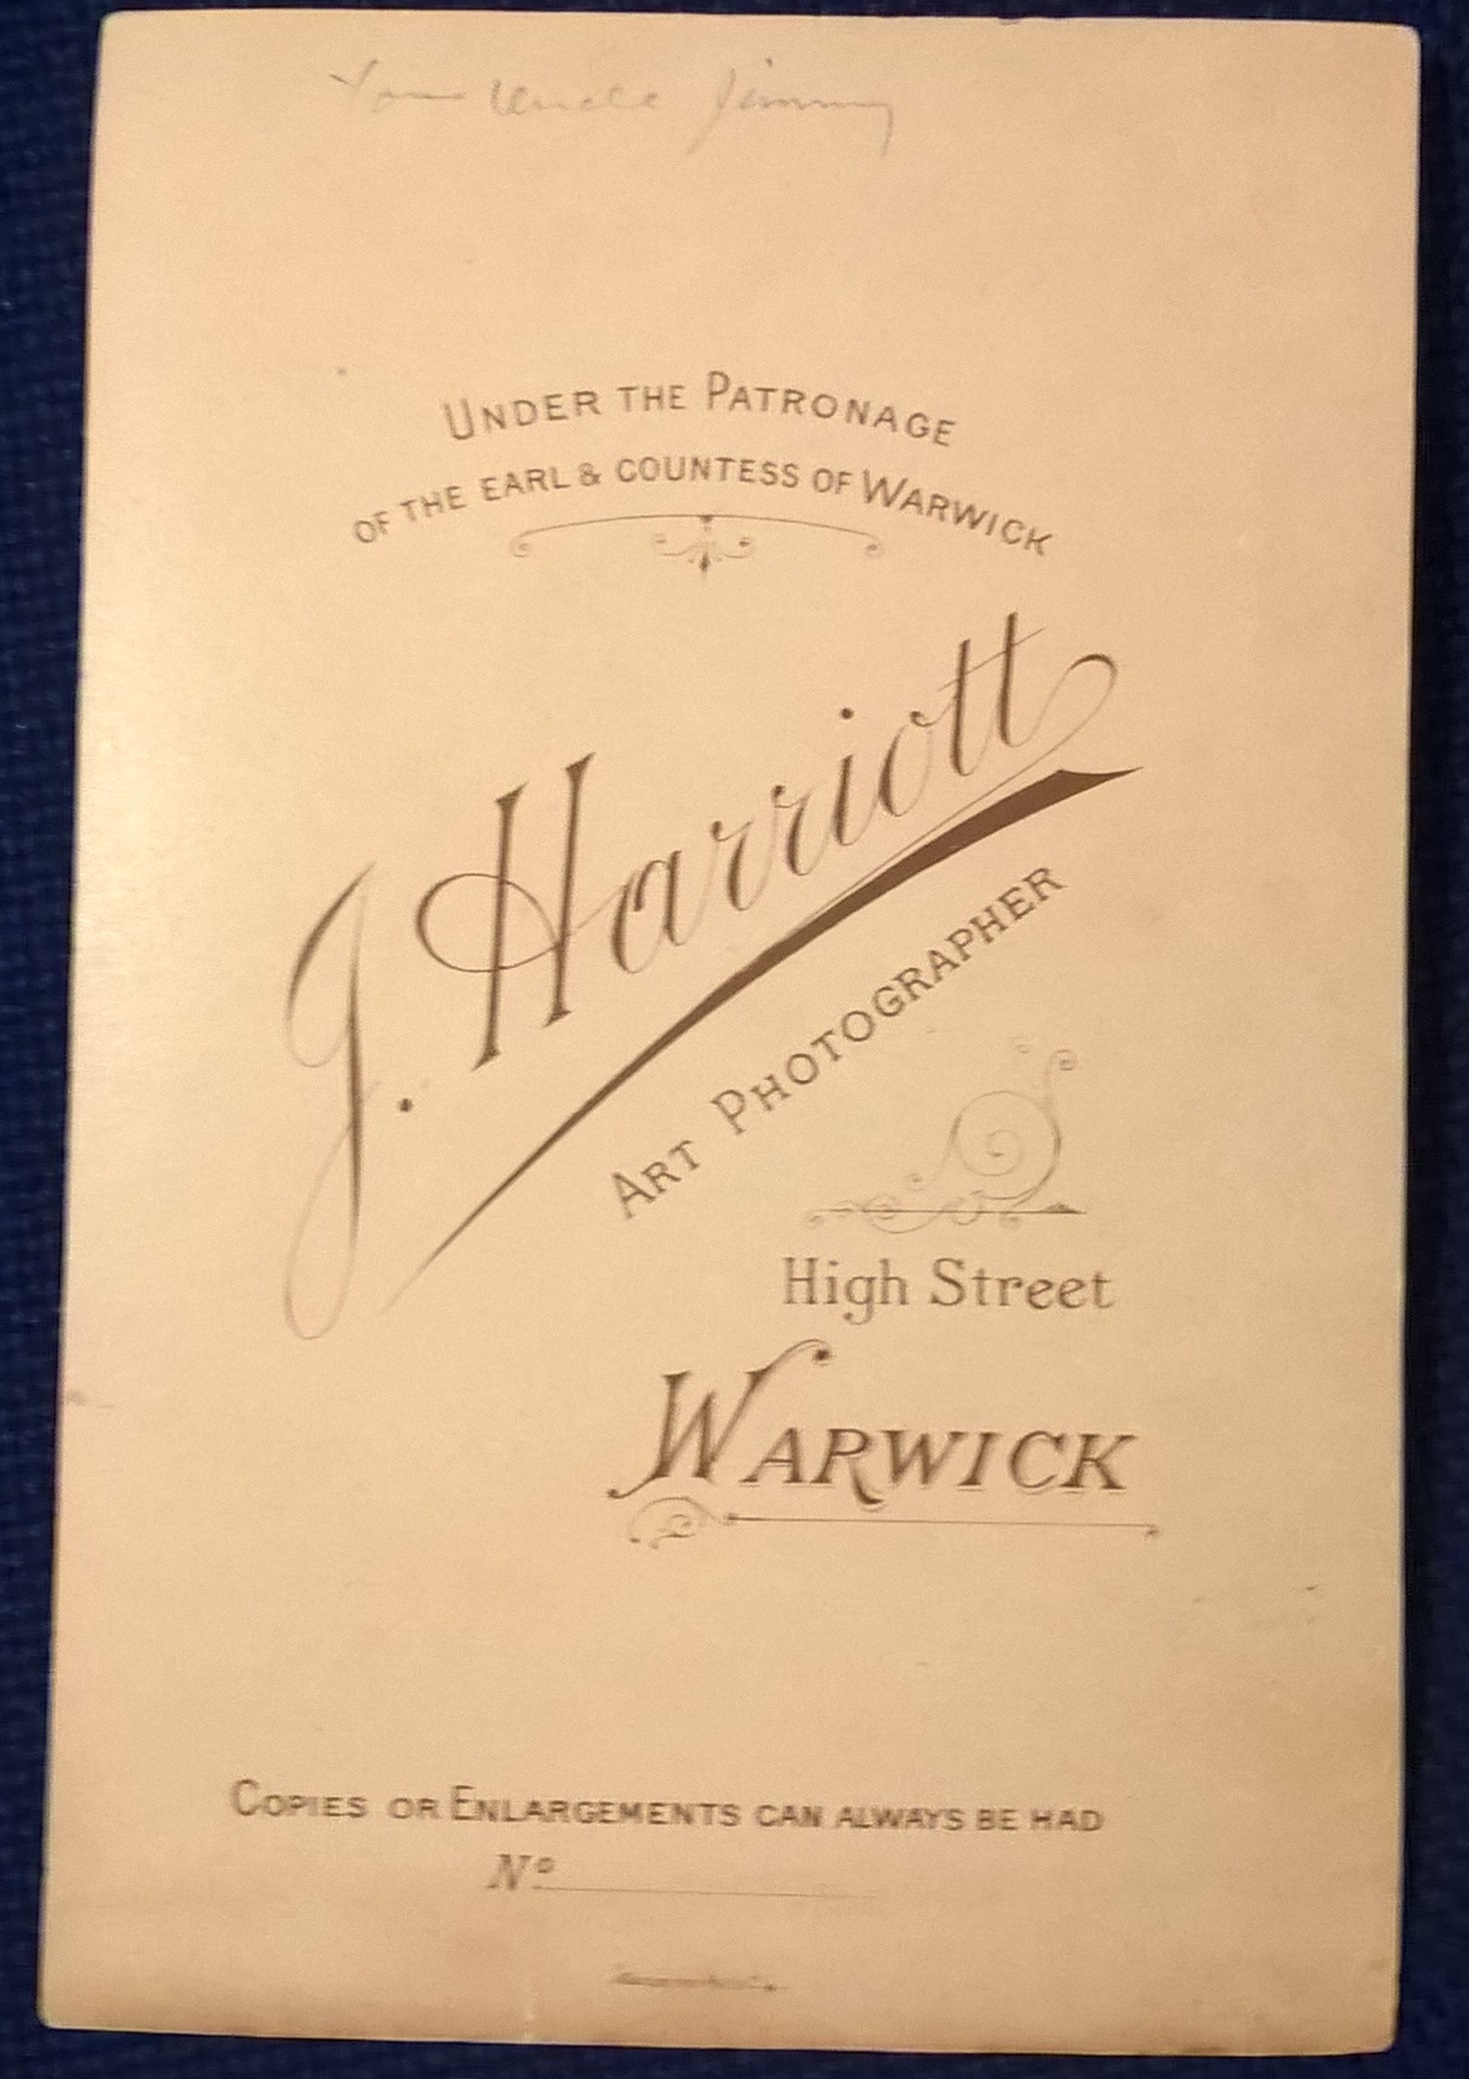 Your Uncle Jimmy
UNDER THE PATRONAGE
OF THE EARL & COUNTESS OF WARWICK
J. Harriott
ART PHOTOGRAPHER
High Street
WARWICK
COPIES OR ENLARGEMENTS CAN ALWAYS BE HAD
Nº